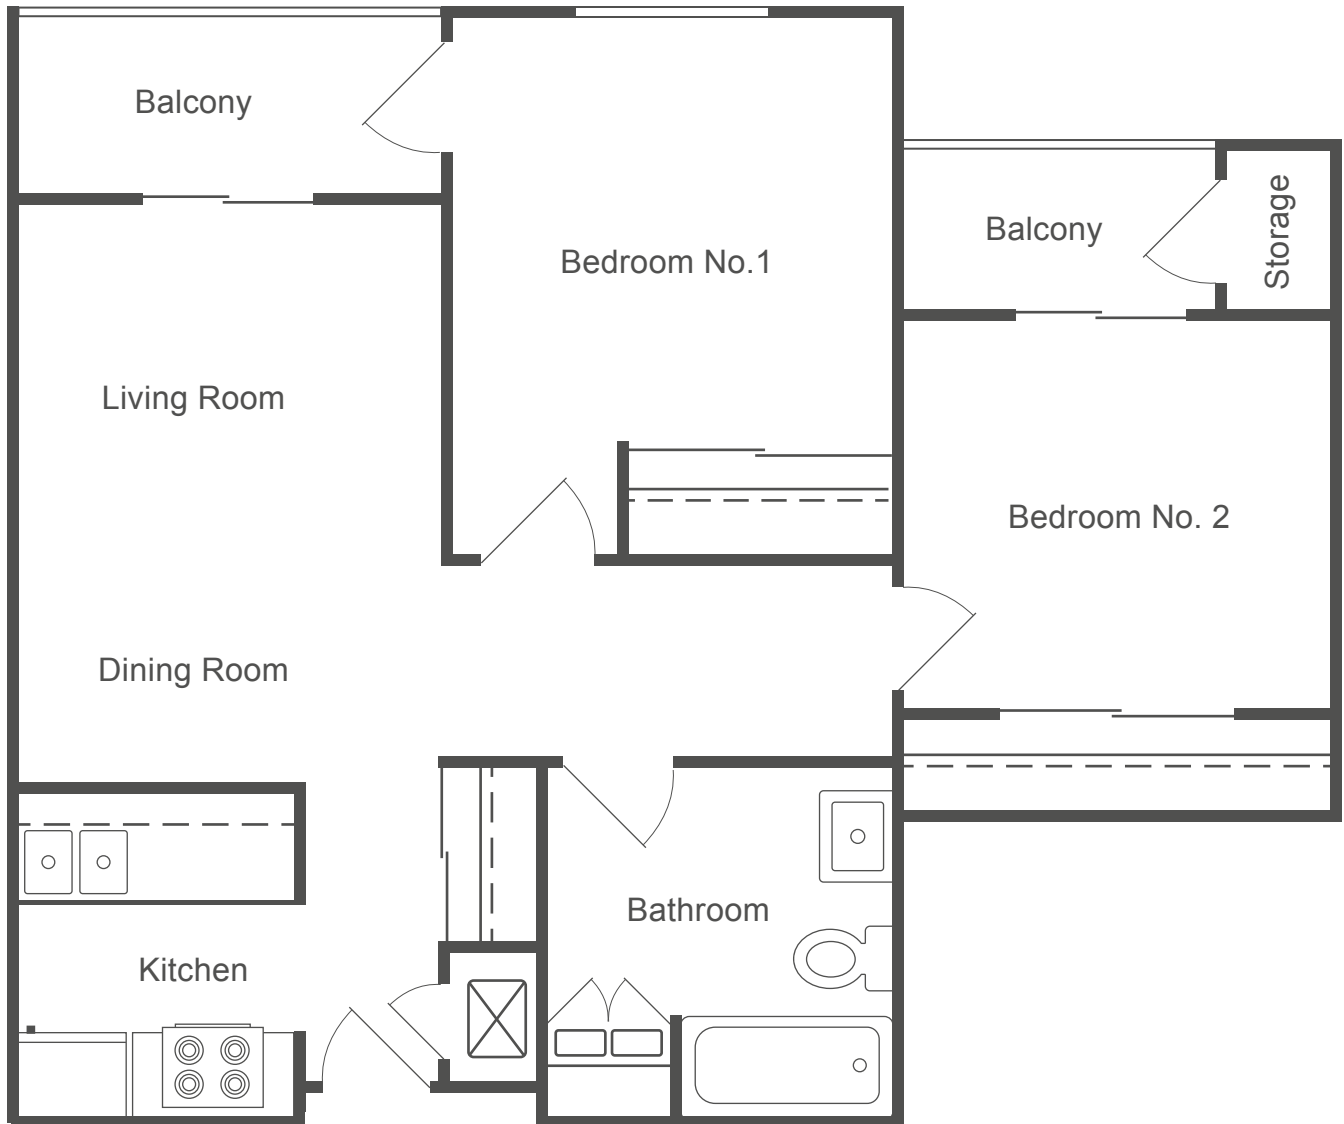 Balcony
Bedroom No.1
Balcony
Storage
Living Room
Bedroom No. 2
Dining Room
Bathroom
Kitchen